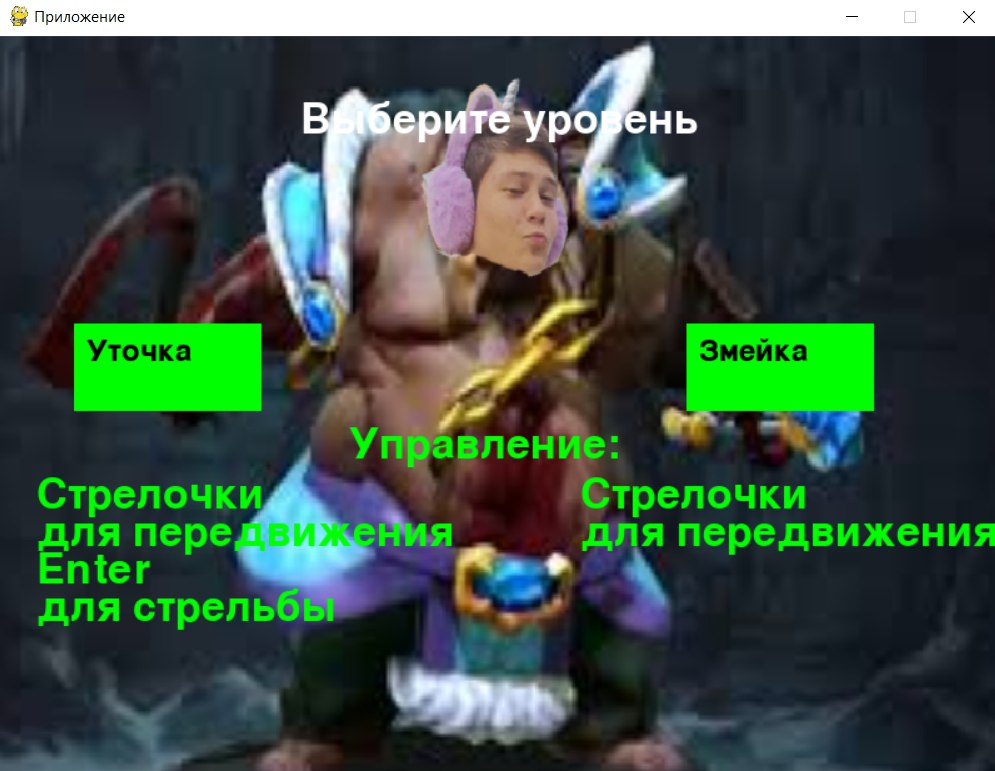 Приложение
Выберите уровень
Уточка
Змейка
Управление:
Стрелочки
для передвижения
Enter
для стрельбы
Стрелочки
для передвижения